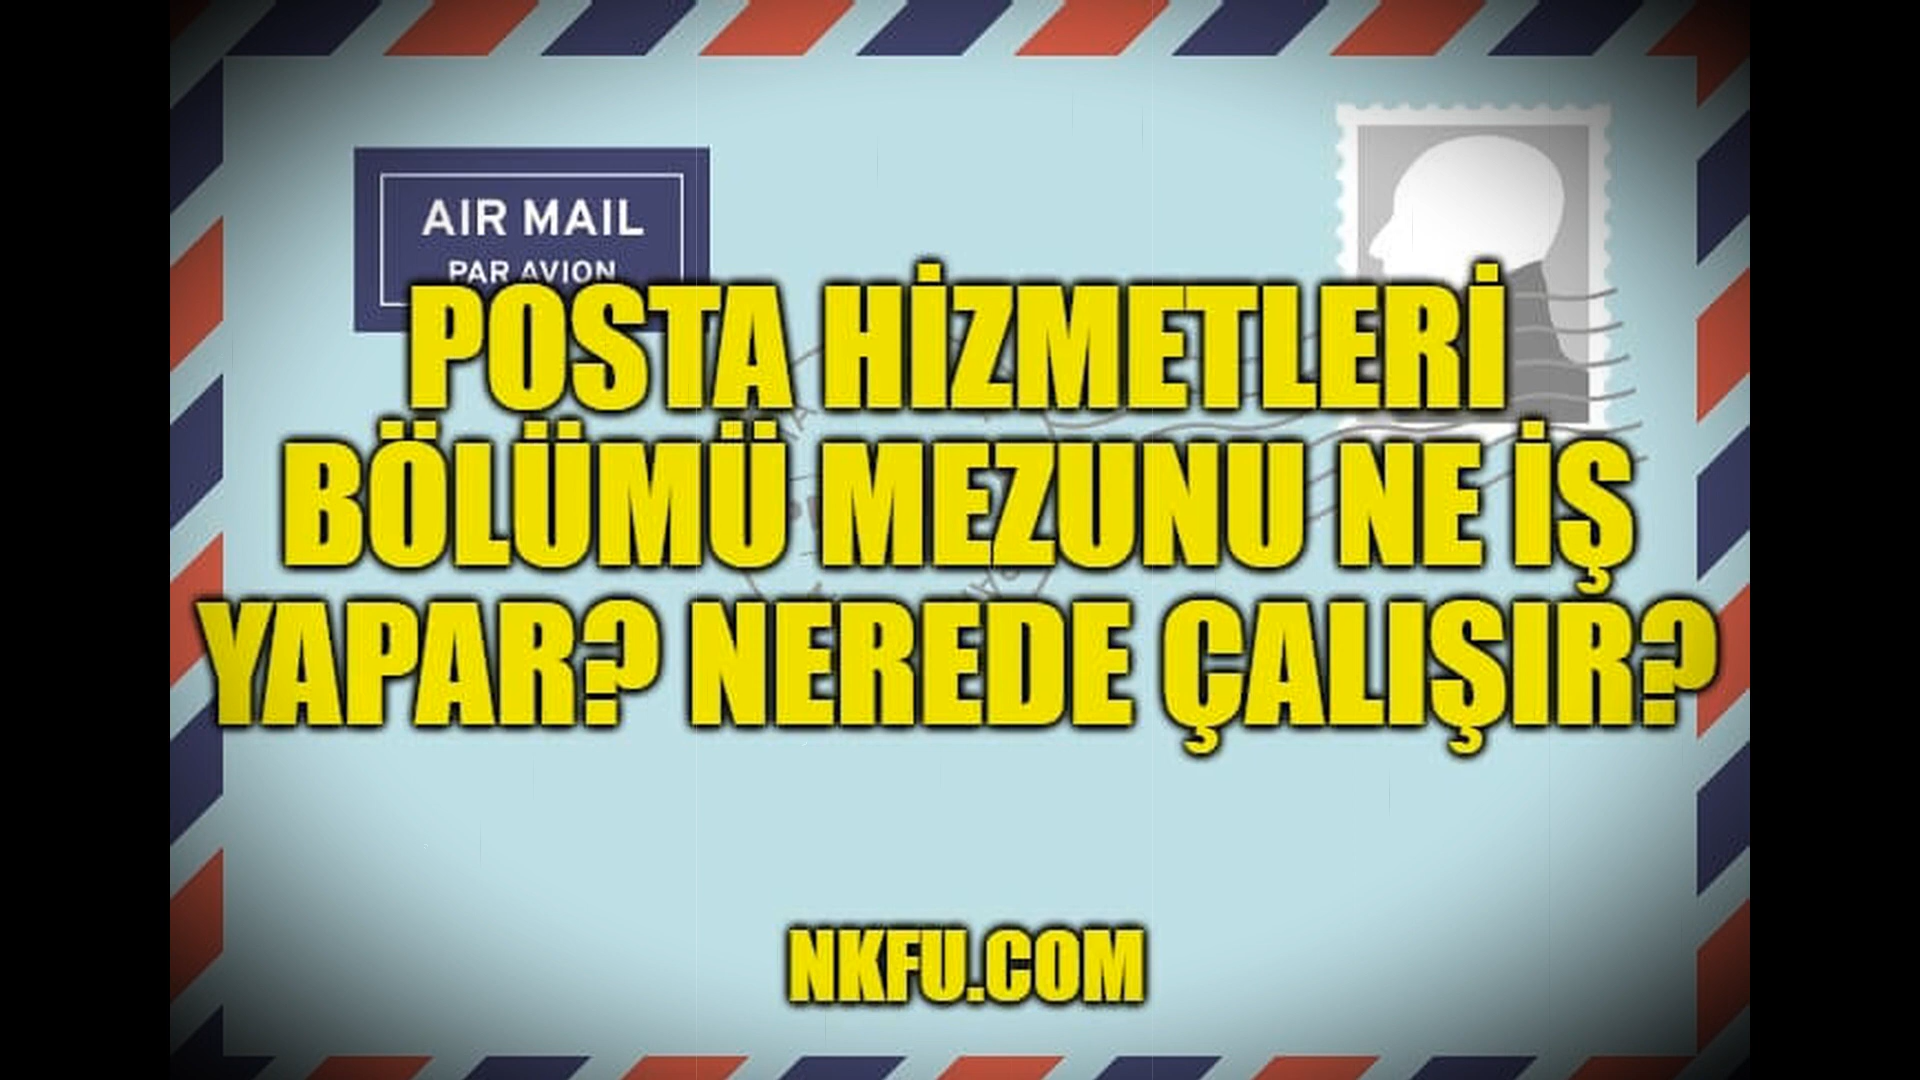 AIR MAIL
PAR AVION
POSTA HİZMETLERİ
BÖLÜMÜ MEZUNU NE İŞ
YAPAR? NEREDE ÇALIŞIR?
NKFU.COM